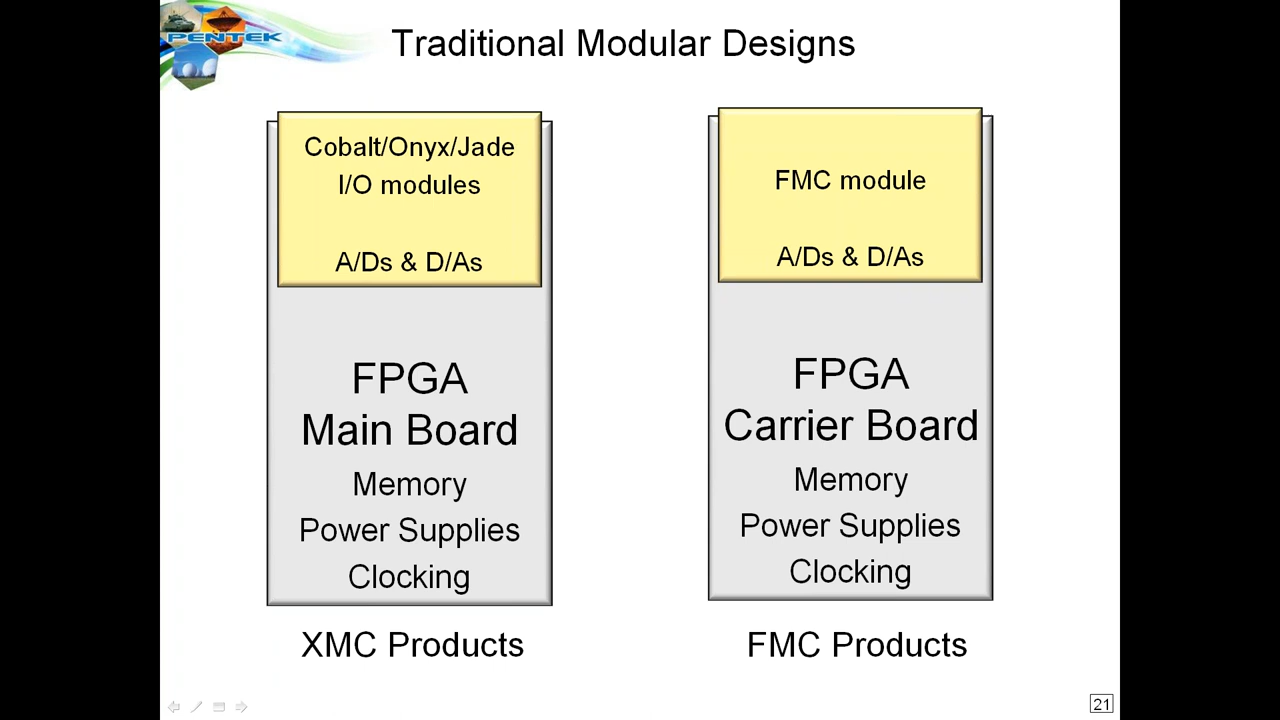 PENTEK
Traditional Modular Designs
Cobalt/Onyx/Jade
I/O modules
A/Ds & D/As
FPGA
Main Board
Memory
Power Supplies
Clocking
XMC Products
FMC module
A/Ds & D/As
FPGA
Carrier Board
Memory
Power Supplies
Clocking
FMC Products
21